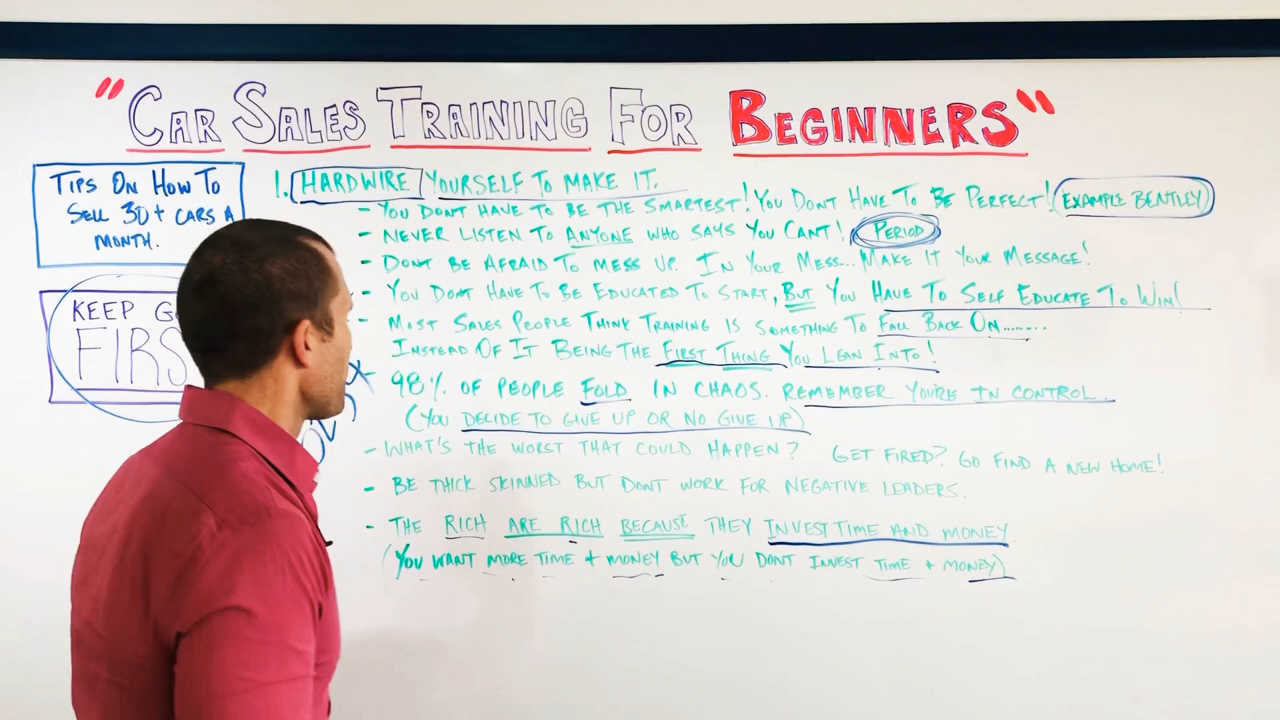 "CAR SALES TRAINING FOR BEGINNERS"
TIPS ON HOW TO
SELL 30+ CARS A
MONTH.
KEEP
1. HARDWIRE YOURSELF TO MAKE IT.
- YOU DONT HAVE TO BE THE SMARTEST! YOU DON'T HAVE TO BE PERFECT! (EXAMPLE BENTLEY)
- NEVER LISTEN TO ANYONE WHO SAYS YOU CAN'T! PERIOD
- DON'T BE AFRAID TO MESS UP. IN YOUR MESS... MAKE IT YOUR MESSAGE!
- YOU DON'T HAVE TO BE EDUCATED TO START, BUT YOU HAVE TO SELF EDUCATE TO WIN!
- MOST SALES PEOPLE THINK TRAINING IS SOMETHING TO FALL BACK ON........
INSTEAD OF IT BEING THE FIRST THING YOU LEAN INTO!
98% OF PEOPLE FOLD IN CHAOS. REMEMBER YOU'RE IN CONTROL.
(YOU DECIDE TO GIVE UP OR NO GIVE UP)
- WHAT'S THE WORST THAT COULD HAPPEN? GET FIRED? GO FIND A NEW HOME!
- BE THICK SKINNED BUT DONT WORK FOR NEGATIVE LEADERS.
- THE RICH ARE RICH BECAUSE THEY INVEST TIME AND MONEY
(YOU WANT MORE TIME + MONEY BUT YOU DON'T INVEST TIME + MONEY)